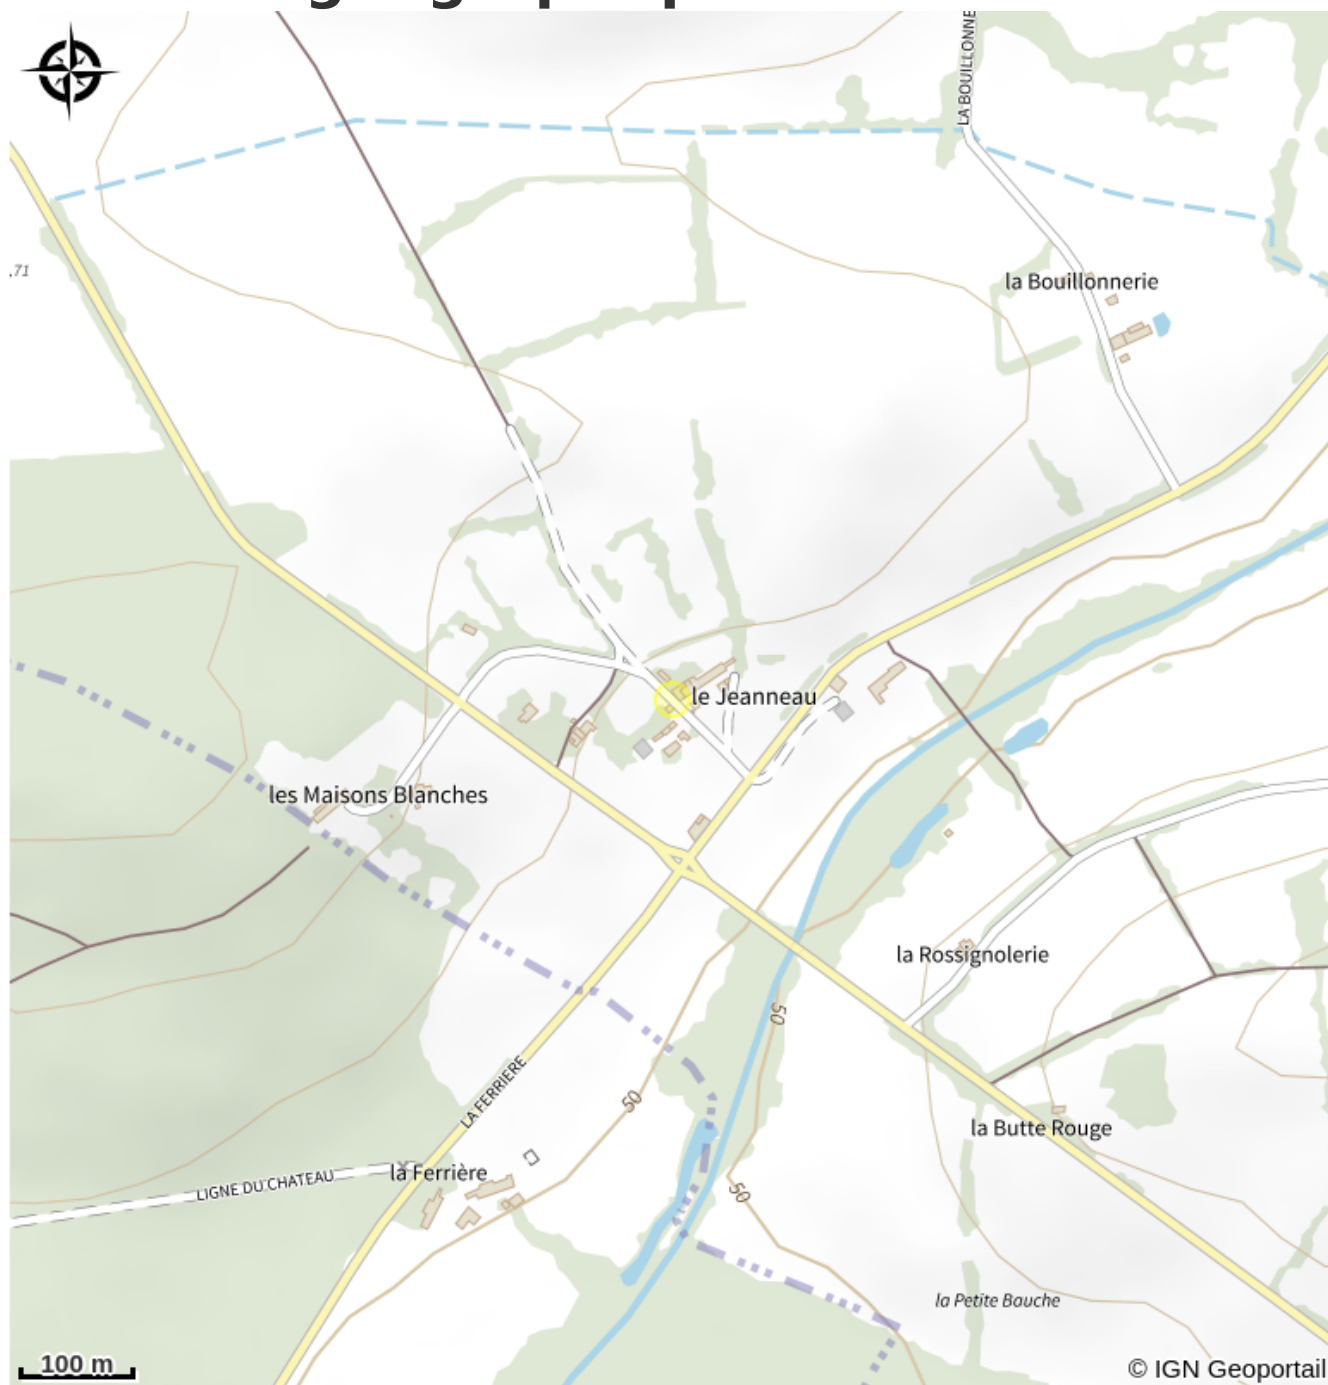 LA BOUILLONNE
.71
la Bouillonnerie
le Jeanneau
les Maisons Blanches
la Rossignolerie
50
LA FERRIERE
50
la Butte Rouge
la Ferrière
LIGNE DU CHATEAU
50
la Petite Bauche
100 m
© IGN Geoportail